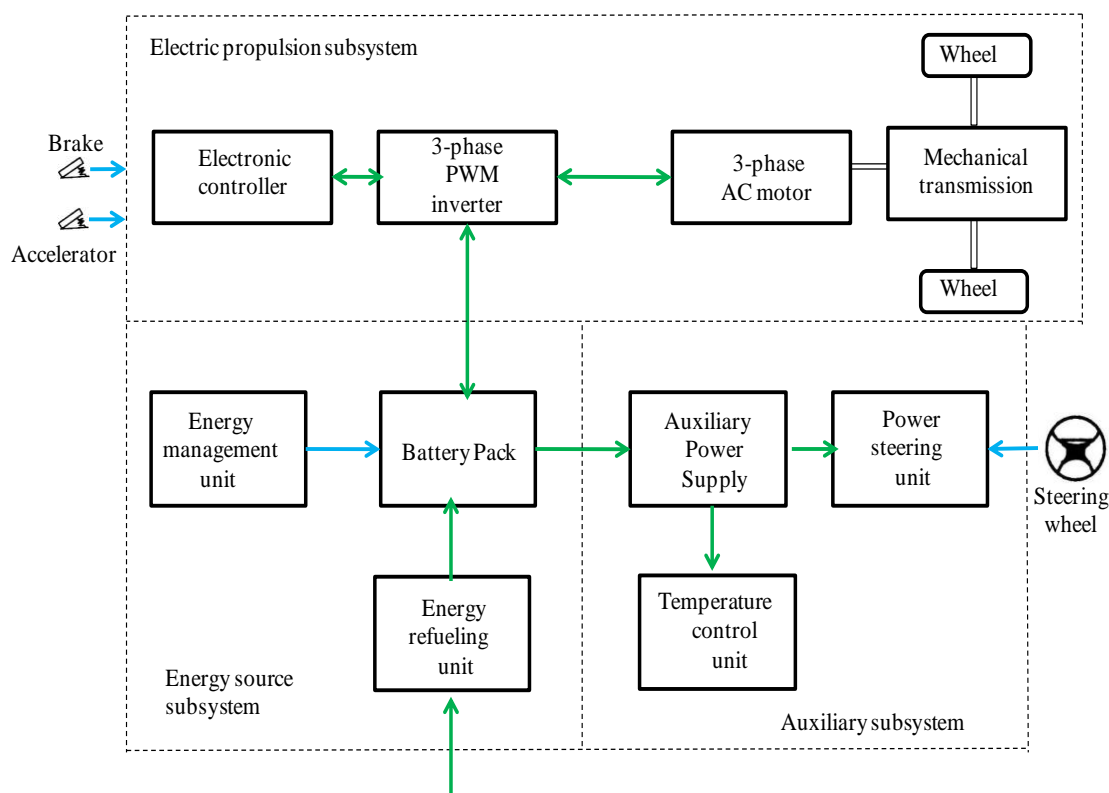 Electric propulsion subsystem
Wheel
Brake
Electronic
controller
3-phase
PWM
inverter
3-phase
AC motor
Mechanical
transmission
Accelerator
Wheel
Energy
management
unit
Battery Pack
Auxiliary
Power
Supply
Power
steering
unit
Steering
wheel
Energy
refueling
unit
Temperature
control
unit
Energy source
subsystem
Auxiliary subsystem